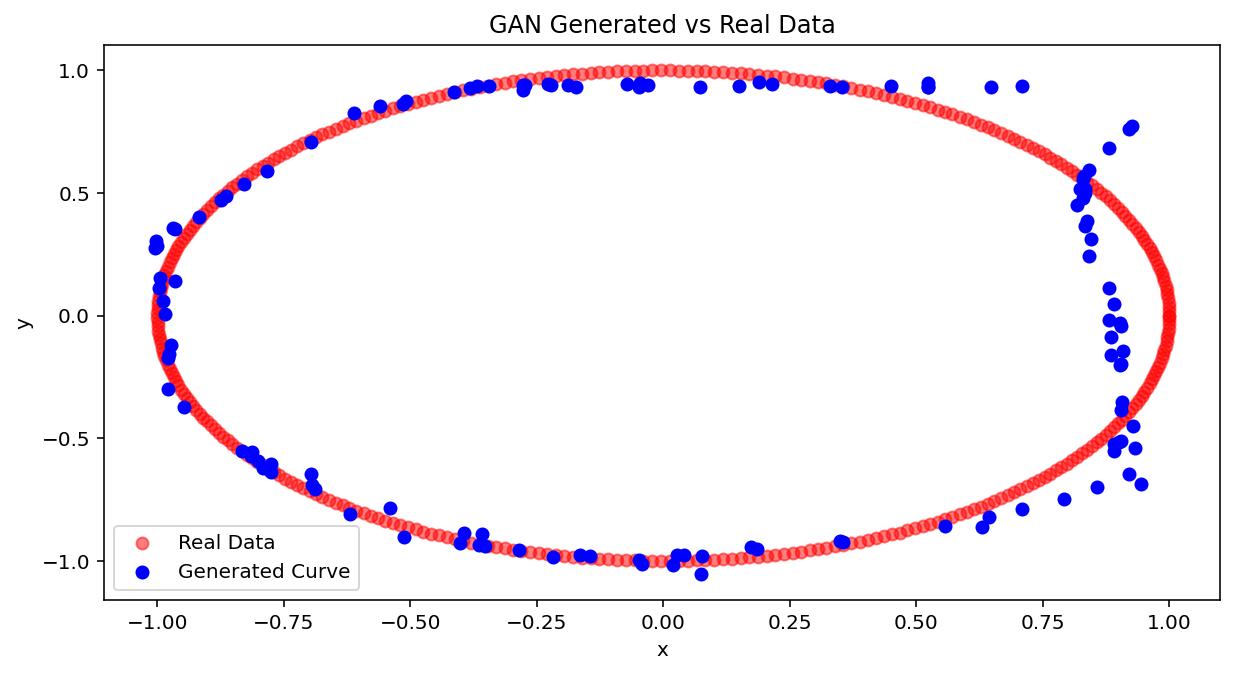 GAN Generated vs Real Data
1.0
0.5
0.0
−0.5
−1.0
y
Real Data
Generated Curve
−1.00 −0.75 −0.50 −0.25 0.00 0.25 0.50 0.75 1.00
x